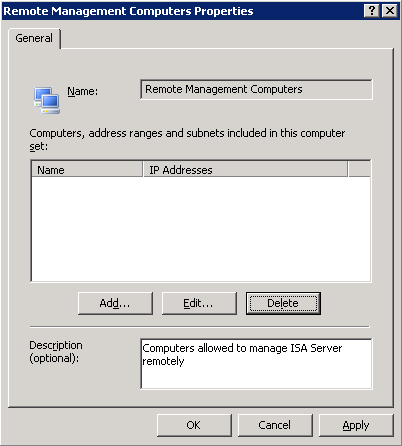 Remote Management Computers Properties
General
Name: Remote Management Computers
Computers, address ranges and subnets included in this computer
set:
Name IP Addresses
Add... Edit... Delete
Description
(optional):
Computers allowed to manage ISA Server
remotely
OK Cancel Apply